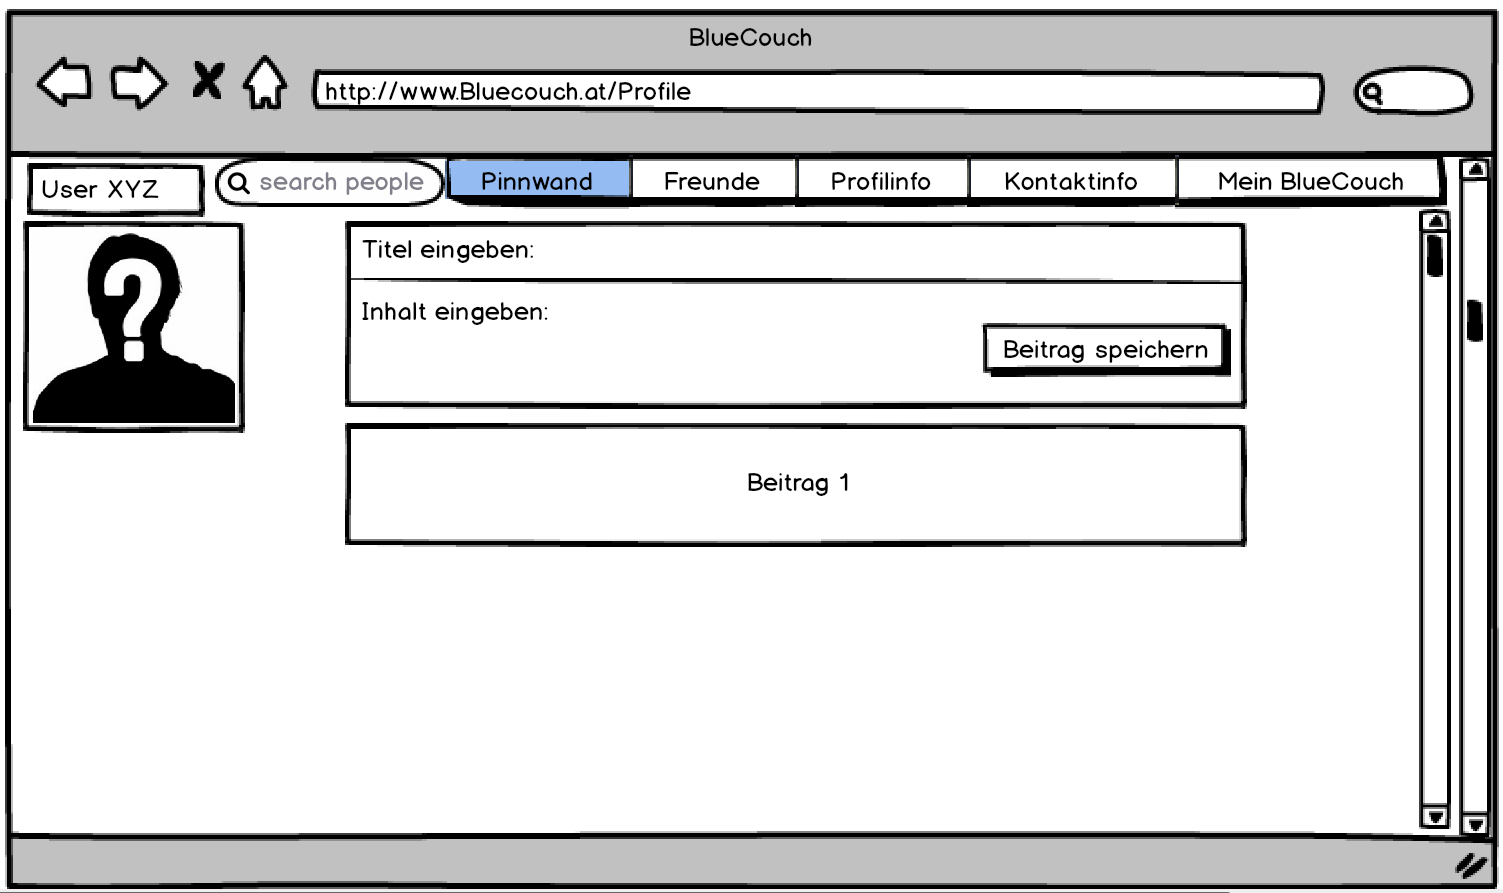 BlueCouch
http://www.Bluecouch.at/Profile
User XYZ
search people
Pinnwand
Freunde
Profilinfo
Kontaktinfo
Mein BlueCouch
Titel eingeben:
Inhalt eingeben:
Beitrag speichern
Beitrag 1